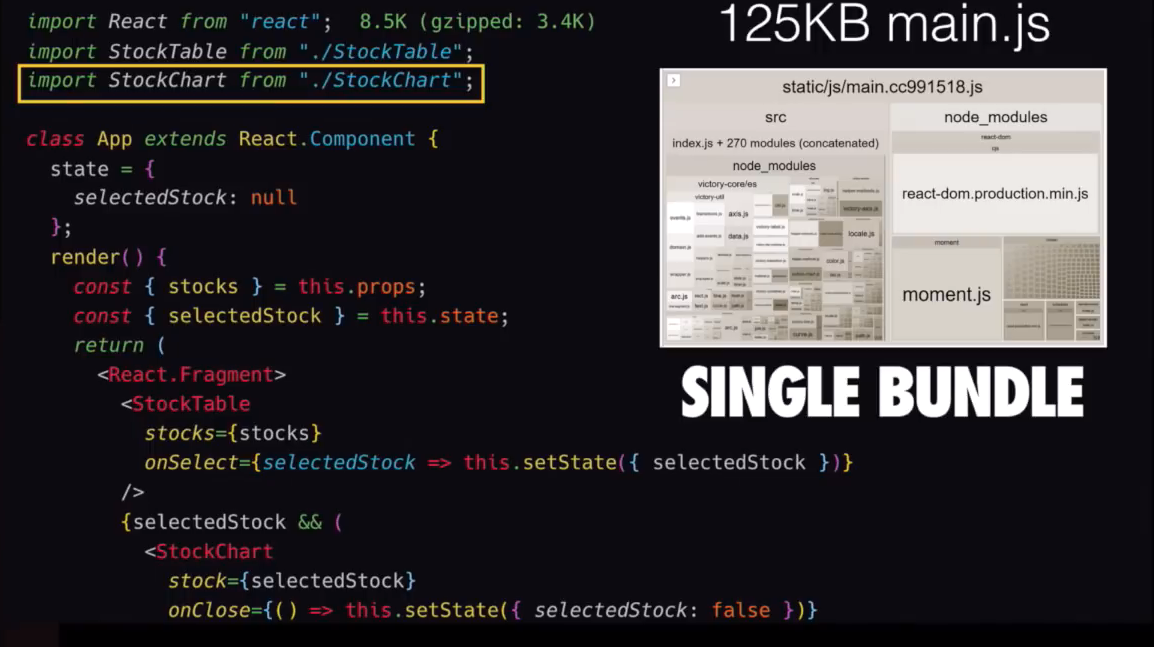 import React from "react"; 8.5K (gzipped: 3.4K)
import StockTable from "./StockTable";
import StockChart from "./StockChart";
class App extends React.Component {
state = {
selectedStock: null
};
render() {
const { stocks } = this.props;
const { selectedStock } = this.state;
return (
<React.Fragment>
<StockTable
stocks={stocks}
onSelect={selectedStock => this.setState({ selectedStock })}
/>
{selectedStock && (
<StockChart
stock={selectedStock}
onClose={() => this.setState({ selectedStock: false })}
125KB main.js
static/js/main.cc991518.js
src
index.js + 270 modules (concatenated)
node_modules
victory-core/es
victory-util
axis.js
data.js
locale.js
color.js
arc.js
arc.js
node_modules
react-dom
cjs
react-dom.production.min.js
moment
moment.js
SINGLE BUNDLE